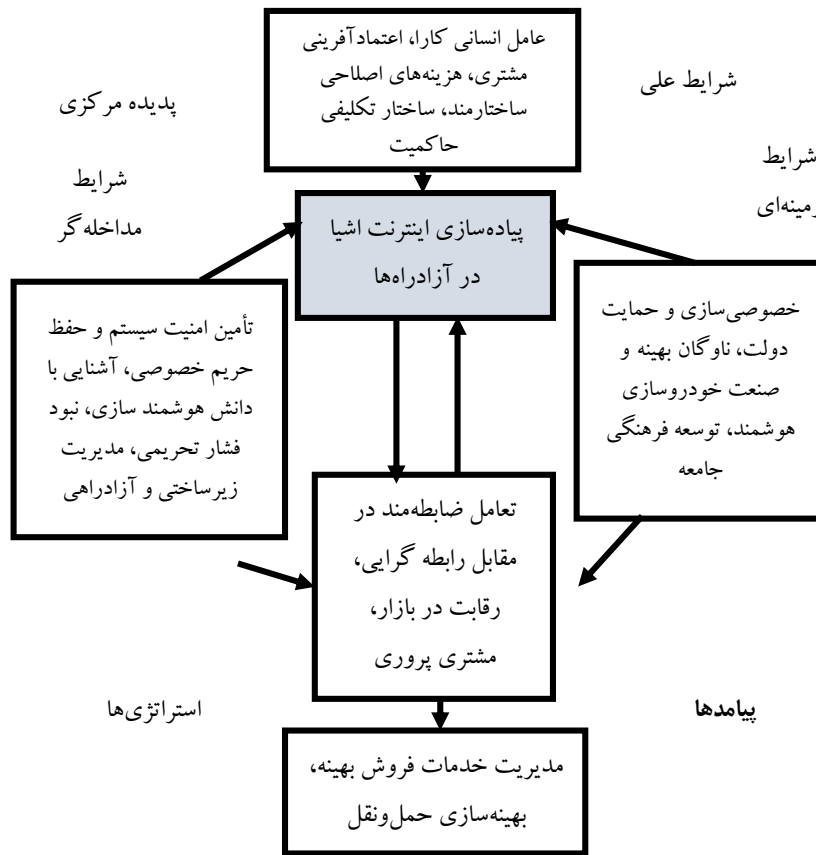 عامل انسانی کارا، اعتمادآفرینی
مشتری، هزینه‌های اصلاحی
ساختارمند، ساختار تکلیفی
حاکمیت
شرایط علی
پدیده مرکزی
شرایط
زمینه‌ای
شرایط
مداخله‌گر
پیاده‌سازی اینترنت اشیا
در آزادراه‌ها
خصوصی‌سازی و حمایت
دولت، ناوگان بهینه و
صنعت خودروسازی
هوشمند، توسعه فرهنگی
جامعه
تأمین امنیت سیستم و حفظ
حریم خصوصی، آشنایی با
دانش هوشمند سازی، نبود
فشار تحریمی، مدیریت
زیرساختی و آزادراهی
تعامل ضابطه‌مند در
مقابل رابطه گرایی،
رقابت در بازار،
مشتری پروری
پیامدها
استراتژی‌ها
مدیریت خدمات فروش بهینه،
بهینه‌سازی حمل‌ونقل